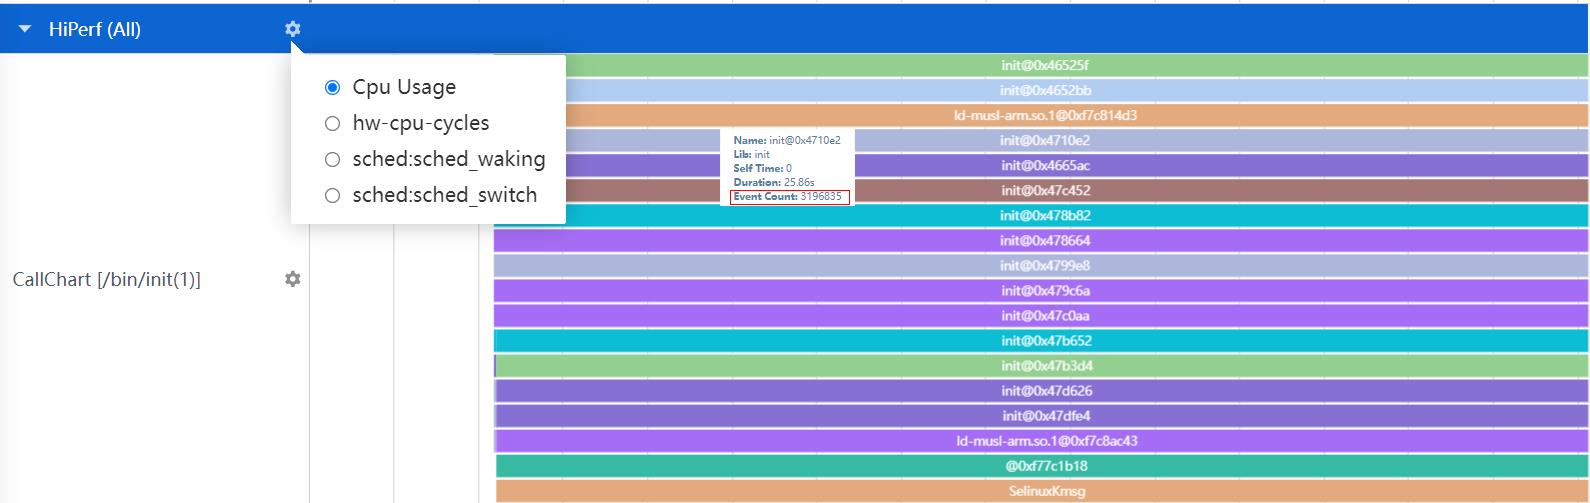 HiPerf (All)
Cpu Usage
hw-cpu-cycles
sched:sched_waking
sched:sched_switch
CallChart [/bin/init(1)]
init@0x46525f
init@0x4652bb
ld-musl-arm.so.1@0xf7c814d3
init@0x4710e2
Name: init@0x4710e2
Lib: init
Self Time: 0
Duration: 25.86s
Event Count: 3196835
init@0x4665ac
init@0x47c452
init@0x478b82
init@0x478664
init@0x4799e8
init@0x479c6a
init@0x47c0aa
init@0x47b652
init@0x47b3d4
init@0x47d626
init@0x47dfe4
ld-musl-arm.so.1@0xf7c8ac43
@0xf77c1b18
SelinuxKmsg